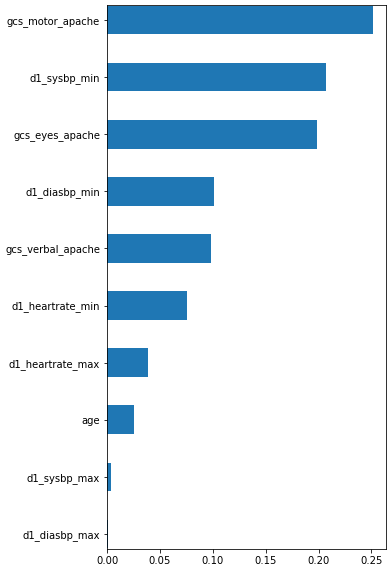 gcs_motor_apache
d1_sysbp_min
gcs_eyes_apache
d1_diasbp_min
gcs_verbal_apache
d1_heartrate_min
d1_heartrate_max
age
d1_sysbp_max
d1_diasbp_max
0.00 0.05 0.10 0.15 0.20 0.25